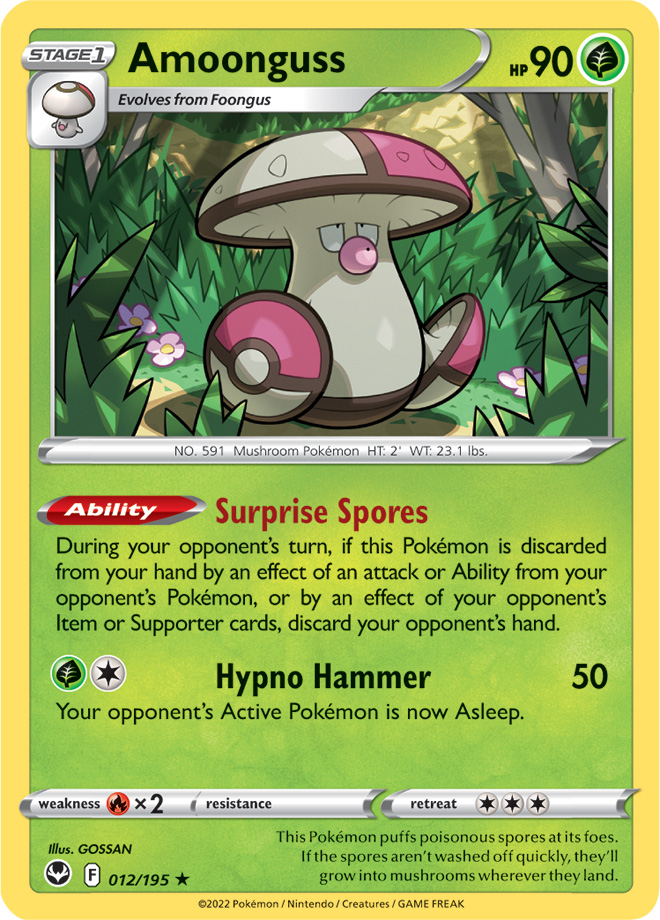 STAGE 1
Amoonguss
HP 90
Evolves from Foongus
NO. 591 Mushroom Pokémon HT: 2' WT: 23.1 lbs.
Ability Surprise Spores
During your opponent's turn, if this Pokémon is discarded
from your hand by an effect of an attack or Ability from your
opponent's Pokémon, or by an effect of your opponent's
Item or Supporter cards, discard your opponent's hand.
Hypno Hammer 50
Your opponent's Active Pokémon is now Asleep.
weakness ×2 resistance retreat
Illus. GOSSAN
This Pokémon puffs poisonous spores at its foes.
If the spores aren't washed off quickly, they'll
grow into mushrooms wherever they land.
F 012/195 ★
©2022 Pokémon / Nintendo / Creatures / GAME FREAK